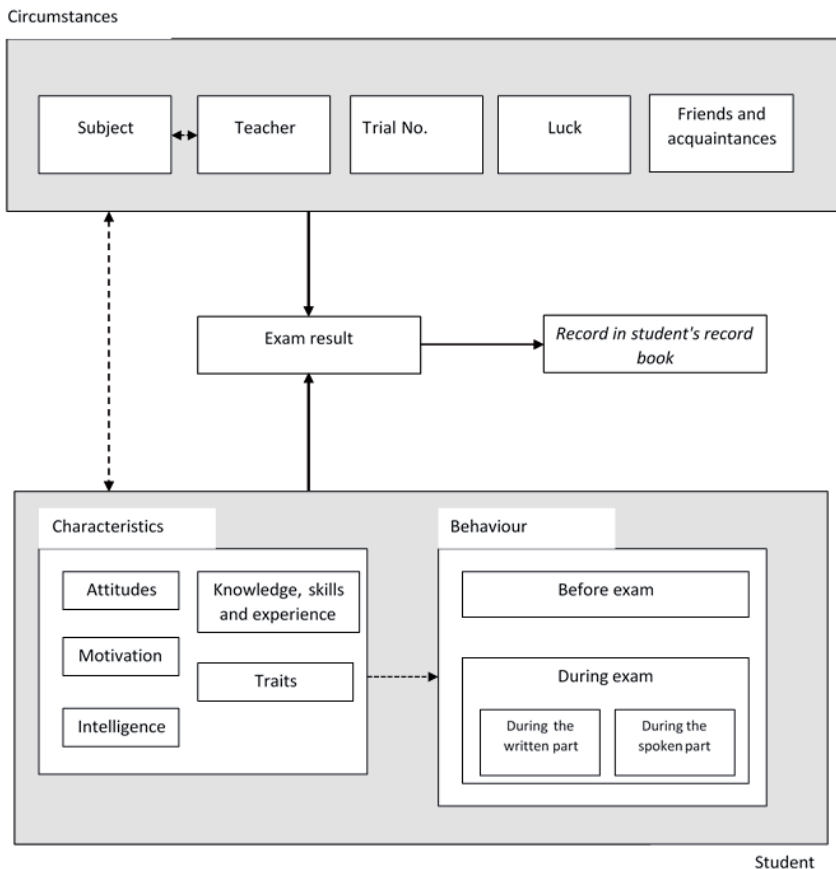 Circumstances
Subject
Teacher
Trial No.
Luck
Friends and
acquaintances
Exam result
Record in student's record
book
Characteristics
Attitudes
Knowledge, skills
and experience
Motivation
Traits
Intelligence
Behaviour
Before exam
During exam
During the
written part
During the
spoken part
Student